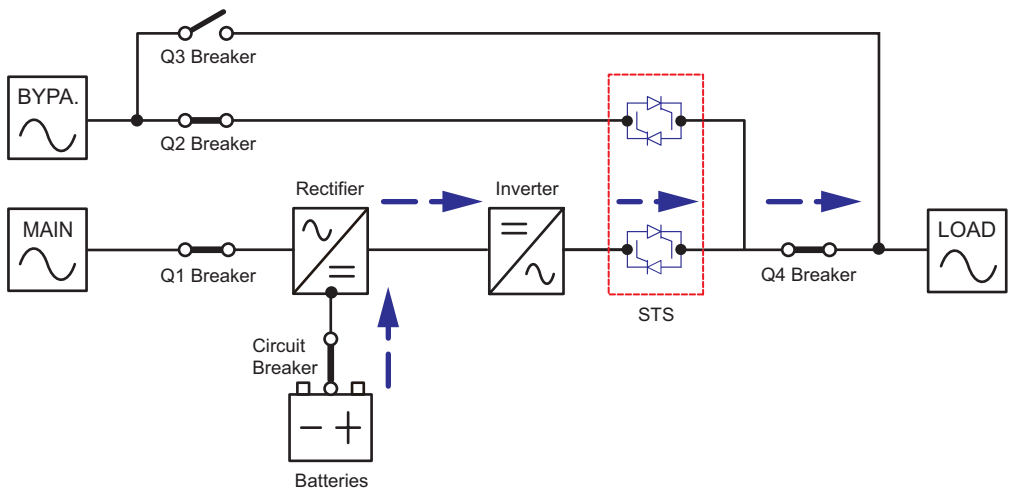 Q3 Breaker
BYPA.
Q2 Breaker
Rectifier
Inverter
MAIN
LOAD
Q1 Breaker
Q4 Breaker
STS
Circuit
Breaker
Batteries